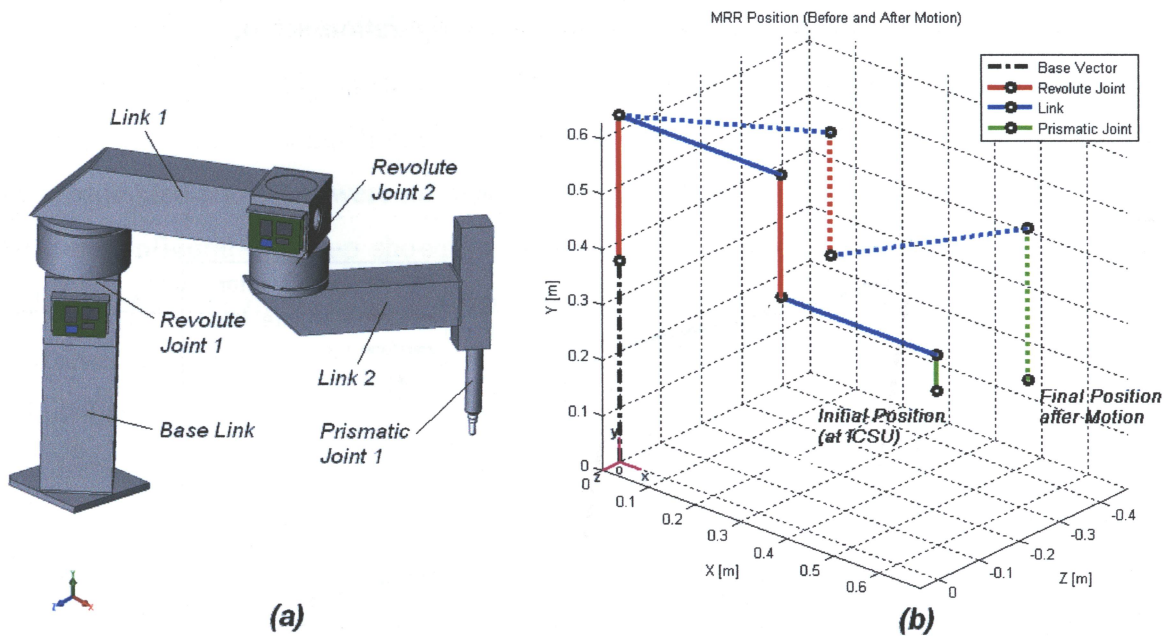 Link 1
Revolute
Joint 2
Revolute
Joint 1
Link 2
Base Link
Prismatic
Joint 1
Y
Z
X
(a)
MRR Position (Before and After Motion)
Base Vector
Revolute Joint
Link
Prismatic Joint
0.6
0.5
0.4
0.3
0.2
0.1
0
Y [m]
y
z
o
x
Initial Position
(at ICSU)
Final Position
after Motion
0
0.1
0.2
0.3
0.4
0.5
0.6
X [m]
0
-0.1
-0.2
-0.3
-0.4
Z [m]
(b)